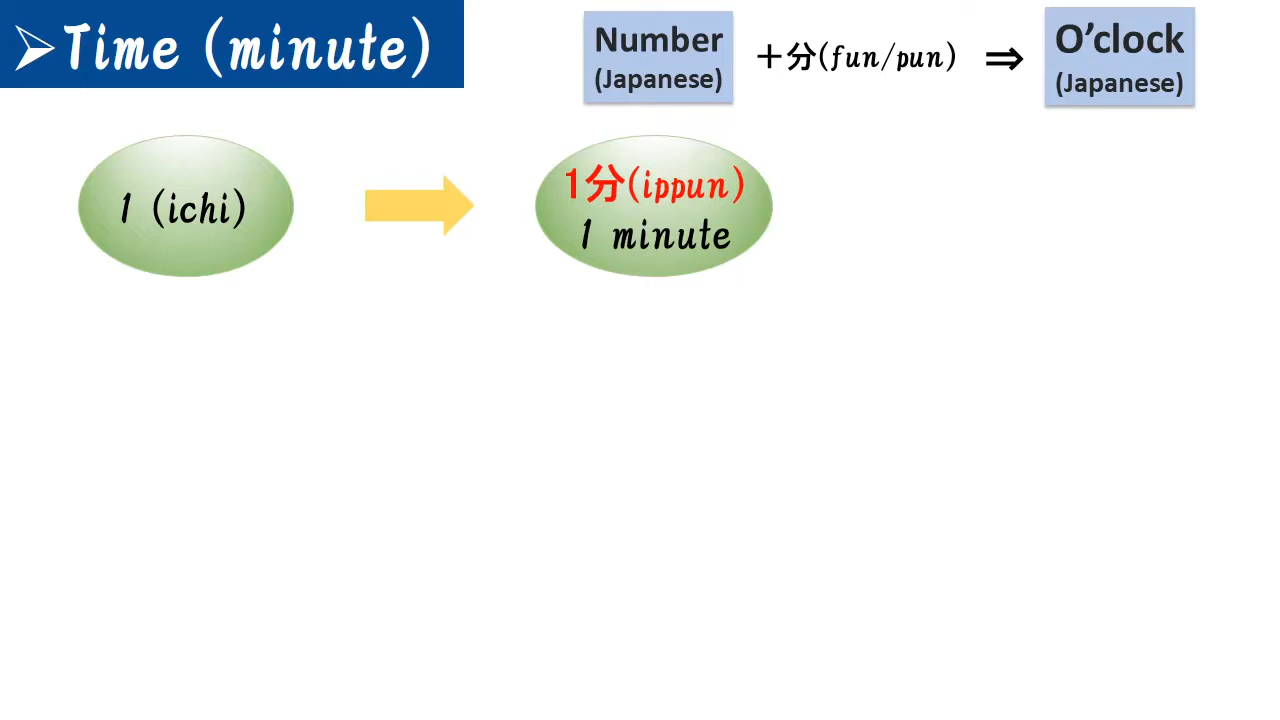 Time (minute)
Number
(Japanese)
+分(fun/pun)
⇒
O'clock
(Japanese)
1 (ichi)
1分(ippun)
1 minute